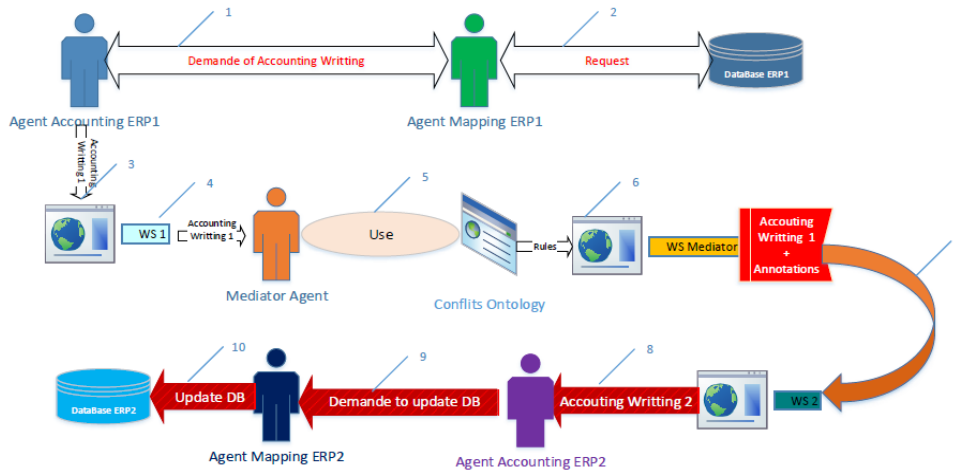 1
2
Demande of Accounting Writting
Request
DataBase ERP1
Agent Accounting ERP1
Agent Mapping ERP1
Accounting
Writting 1
3
4
5
6
WS 1
Accounting
Writting 1
Use
Rules
WS Mediator
Accouting
Writting 1
+
Annotations
Mediator Agent
Conflits Ontology
10
9
8
DataBase ERP2
Update DB
Demande to update DB
Accouting Writting 2
WS 2
Agent Mapping ERP2
Agent Accounting ERP2